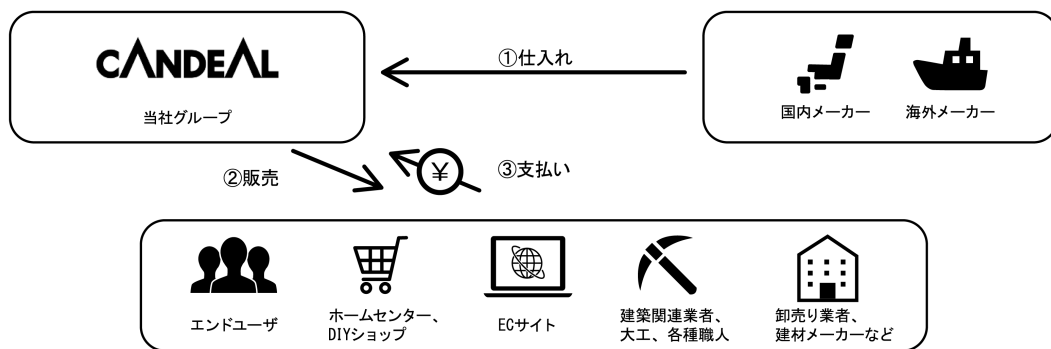 CANDEAL
当社グループ
①仕入れ
国内メーカー
海外メーカー
②販売
¥
③支払い
エンドユーザ
ホームセンター、
DIYショップ
ECサイト
建築関連業者、
大工、各種職人
卸売り業者、
建材メーカーなど